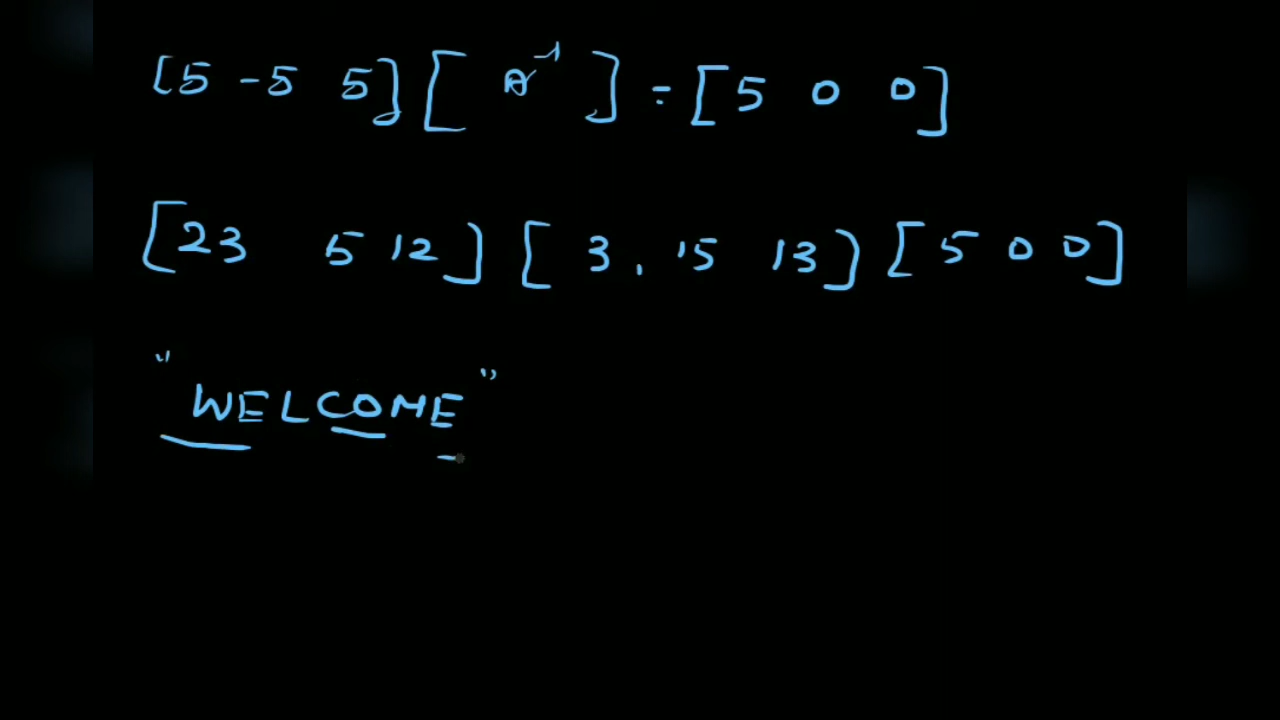 [5 -5 5] [ A⁻¹ ] = [5 0 0]
[23 5 12] [3, 15 13] [5 0 0]
"WELCOME"